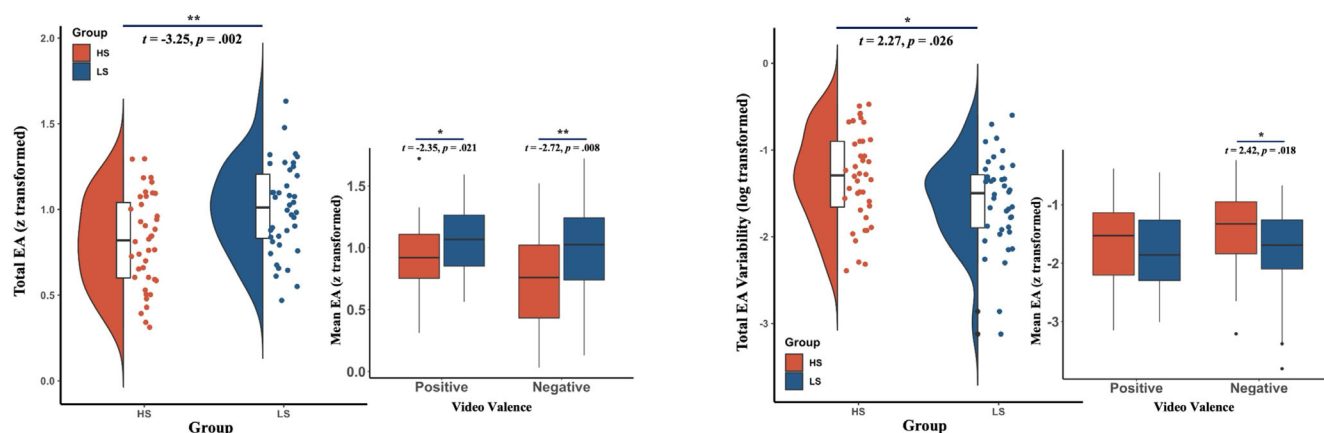 **
t = -3.25, p = .002
Group
HS
LS
Total EA (z transformed)
2.0
1.5
1.0
0.5
0.0
HS
LS
Group
*
**
t = -2.35, p = .021
t = -2.72, p = .008
Mean EA (z transformed)
1.5
1.0
0.5
0.0
Positive
Negative
Video Valence
*
t = 2.27, p = .026
Total EA Variability (log transformed)
0
-1
-2
-3
Group
HS
LS
HS
LS
Group
*
t = 2.42, p = .018
Mean EA (z transformed)
-1
-2
-3
Positive
Negative
Video Valence